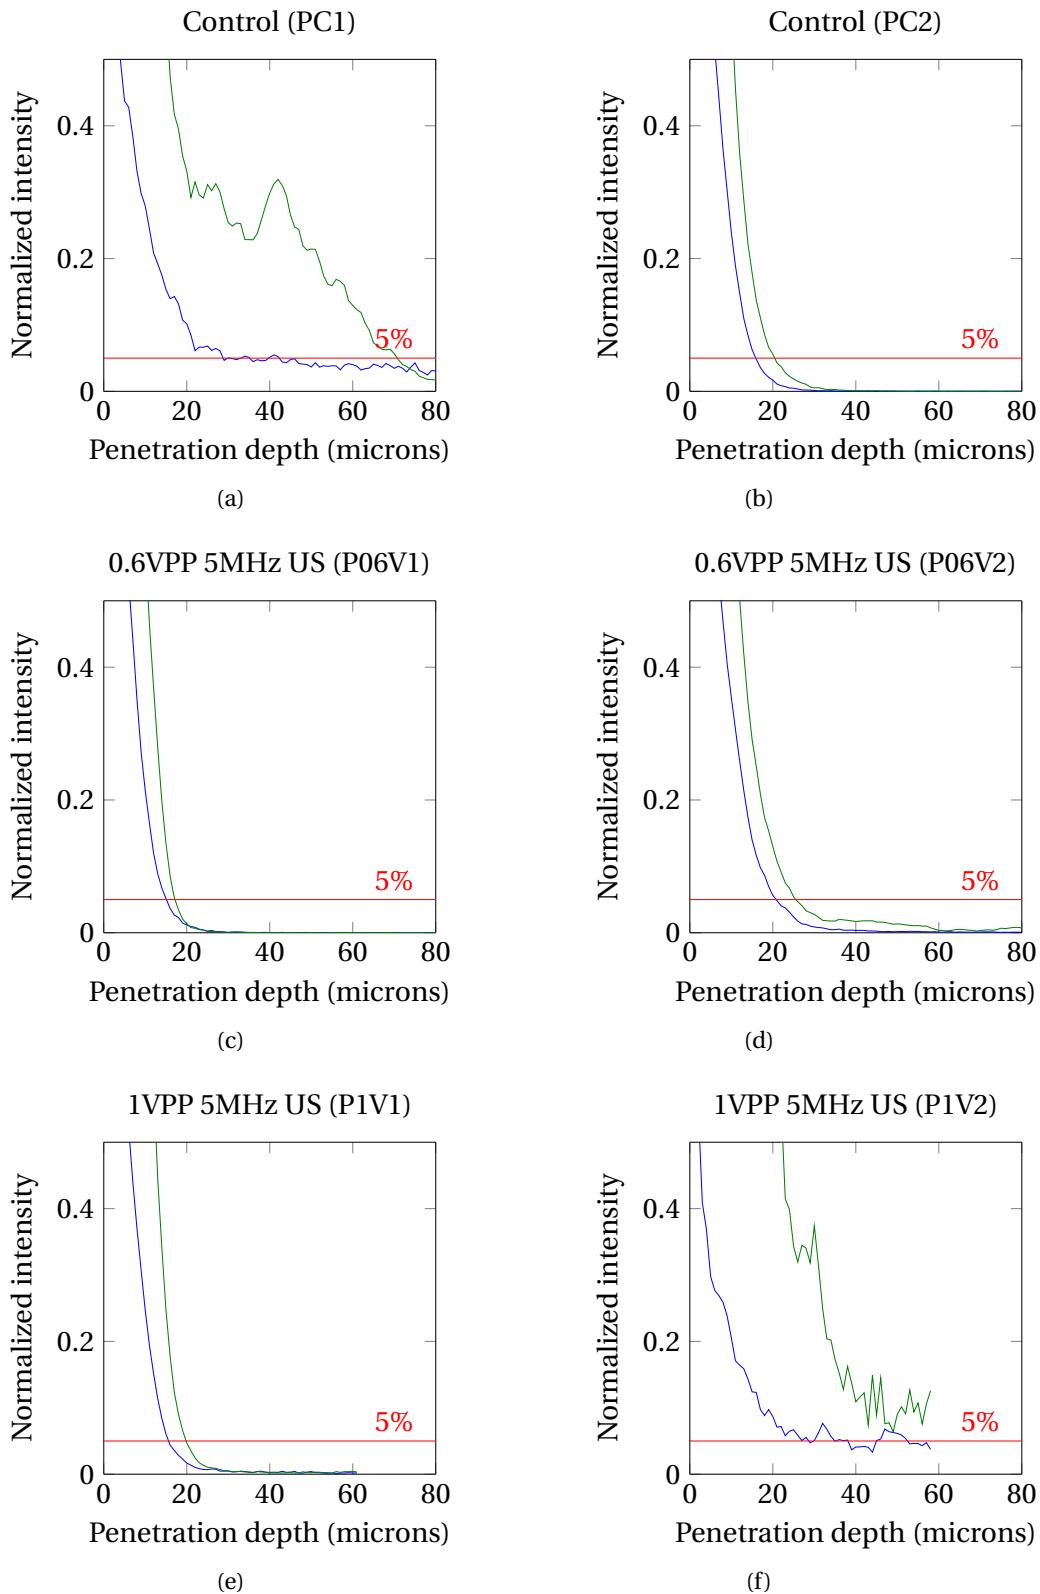 Control (PC1)
Normalized intensity
0.4
0.2
0
5%
0 20 40 60 80
Penetration depth (microns)
(a)
Control (PC2)
Normalized intensity
0.4
0.2
0
5%
0 20 40 60 80
Penetration depth (microns)
(b)
0.6VPP 5MHz US (P06V1)
Normalized intensity
0.4
0.2
0
5%
0 20 40 60 80
Penetration depth (microns)
(c)
0.6VPP 5MHz US (P06V2)
Normalized intensity
0.4
0.2
0
5%
0 20 40 60 80
Penetration depth (microns)
(d)
1VPP 5MHz US (P1V1)
Normalized intensity
0.4
0.2
0
5%
0 20 40 60 80
Penetration depth (microns)
(e)
1VPP 5MHz US (P1V2)
Normalized intensity
0.4
0.2
0
5%
0 20 40 60 80
Penetration depth (microns)
(f)